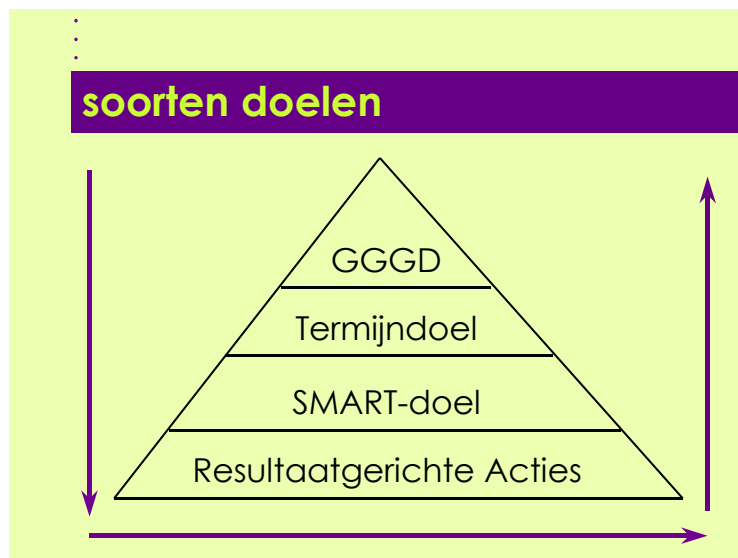 soorten doelen
GGGD
Termijndoel
SMART-doel
Resultaatgerichte Acties